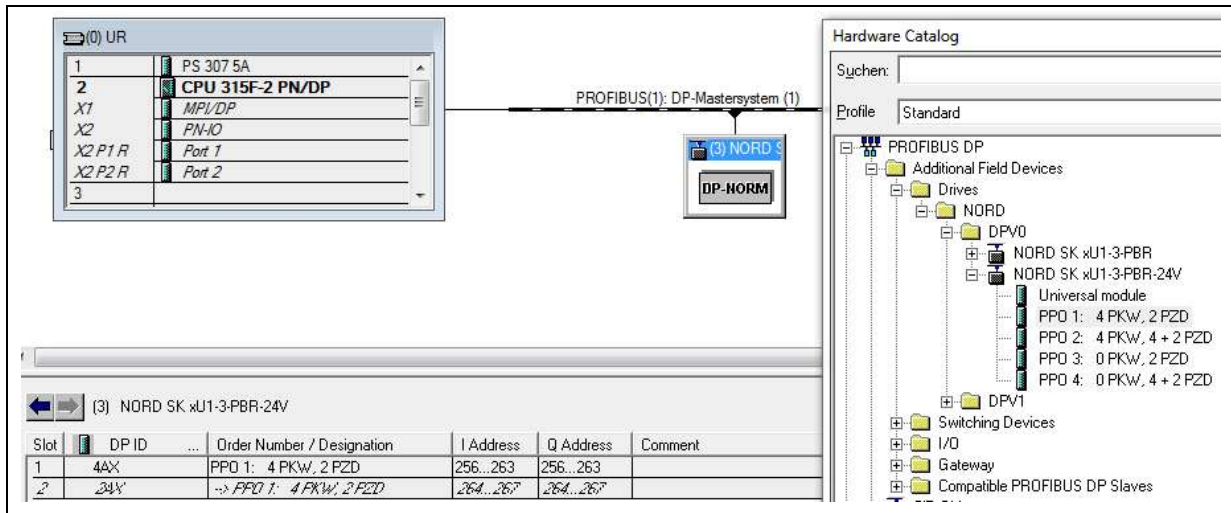 (0) UR
1 PS 307 5A
2 CPU 315F-2 PN/DP
X1 MPI/DP
X2 PN-IO
X2 P1 R Port 1
X2 P2 R Port 2
3
PROFIBUS(1): DP-Mastersystem (1)
(3) NORD S
DP-NORM
Hardware Catalog
Suchen:
Profile Standard
PROFIBUS DP
Additional Field Devices
Drives
NORD
DPV0
NORD SK xU1-3-PBR
NORD SK xU1-3-PBR-24V
Universal module
PPO 1: 4 PKW, 2 PZD
PPO 2: 4 PKW, 4 + 2 PZD
PPO 3: 0 PKW, 2 PZD
PPO 4: 0 PKW, 4 + 2 PZD
DPV1
Switching Devices
I/O
Gateway
Compatible PROFIBUS DP Slaves
(3) NORD SK xU1-3-PBR-24V
Slot DP ID ... Order Number / Designation I Address Q Address Comment
1 4AX PPO 1: 4 PKW, 2 PZD 256...263 256...263
2 2AX --> PPO 1: 4 PKW, 2 PZD 264...267 264...267